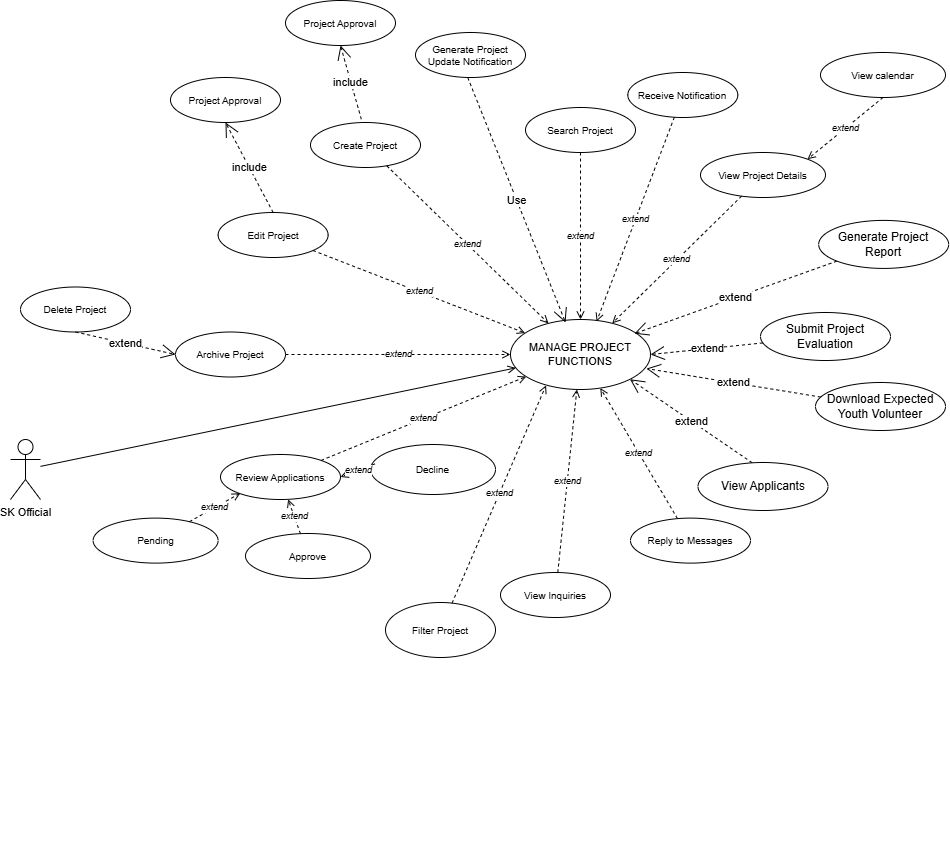 Project Approval
Generate Project
Update Notification
View calendar
Project Approval
include
Receive Notification
Search Project
extend
Create Project
include
View Project Details
Use
extend
Edit Project
extend
extend
Generate Project
Report
extend
extend
extend
Delete Project
Submit Project
Evaluation
extend
Archive Project
extend
MANAGE PROJECT
FUNCTIONS
extend
extend
Download Expected
Youth Volunteer
extend
extend
extend
Review Applications
extend
Decline
extend
extend
View Applicants
SK Official
extend
extend
Pending
Approve
Reply to Messages
View Inquiries
Filter Project